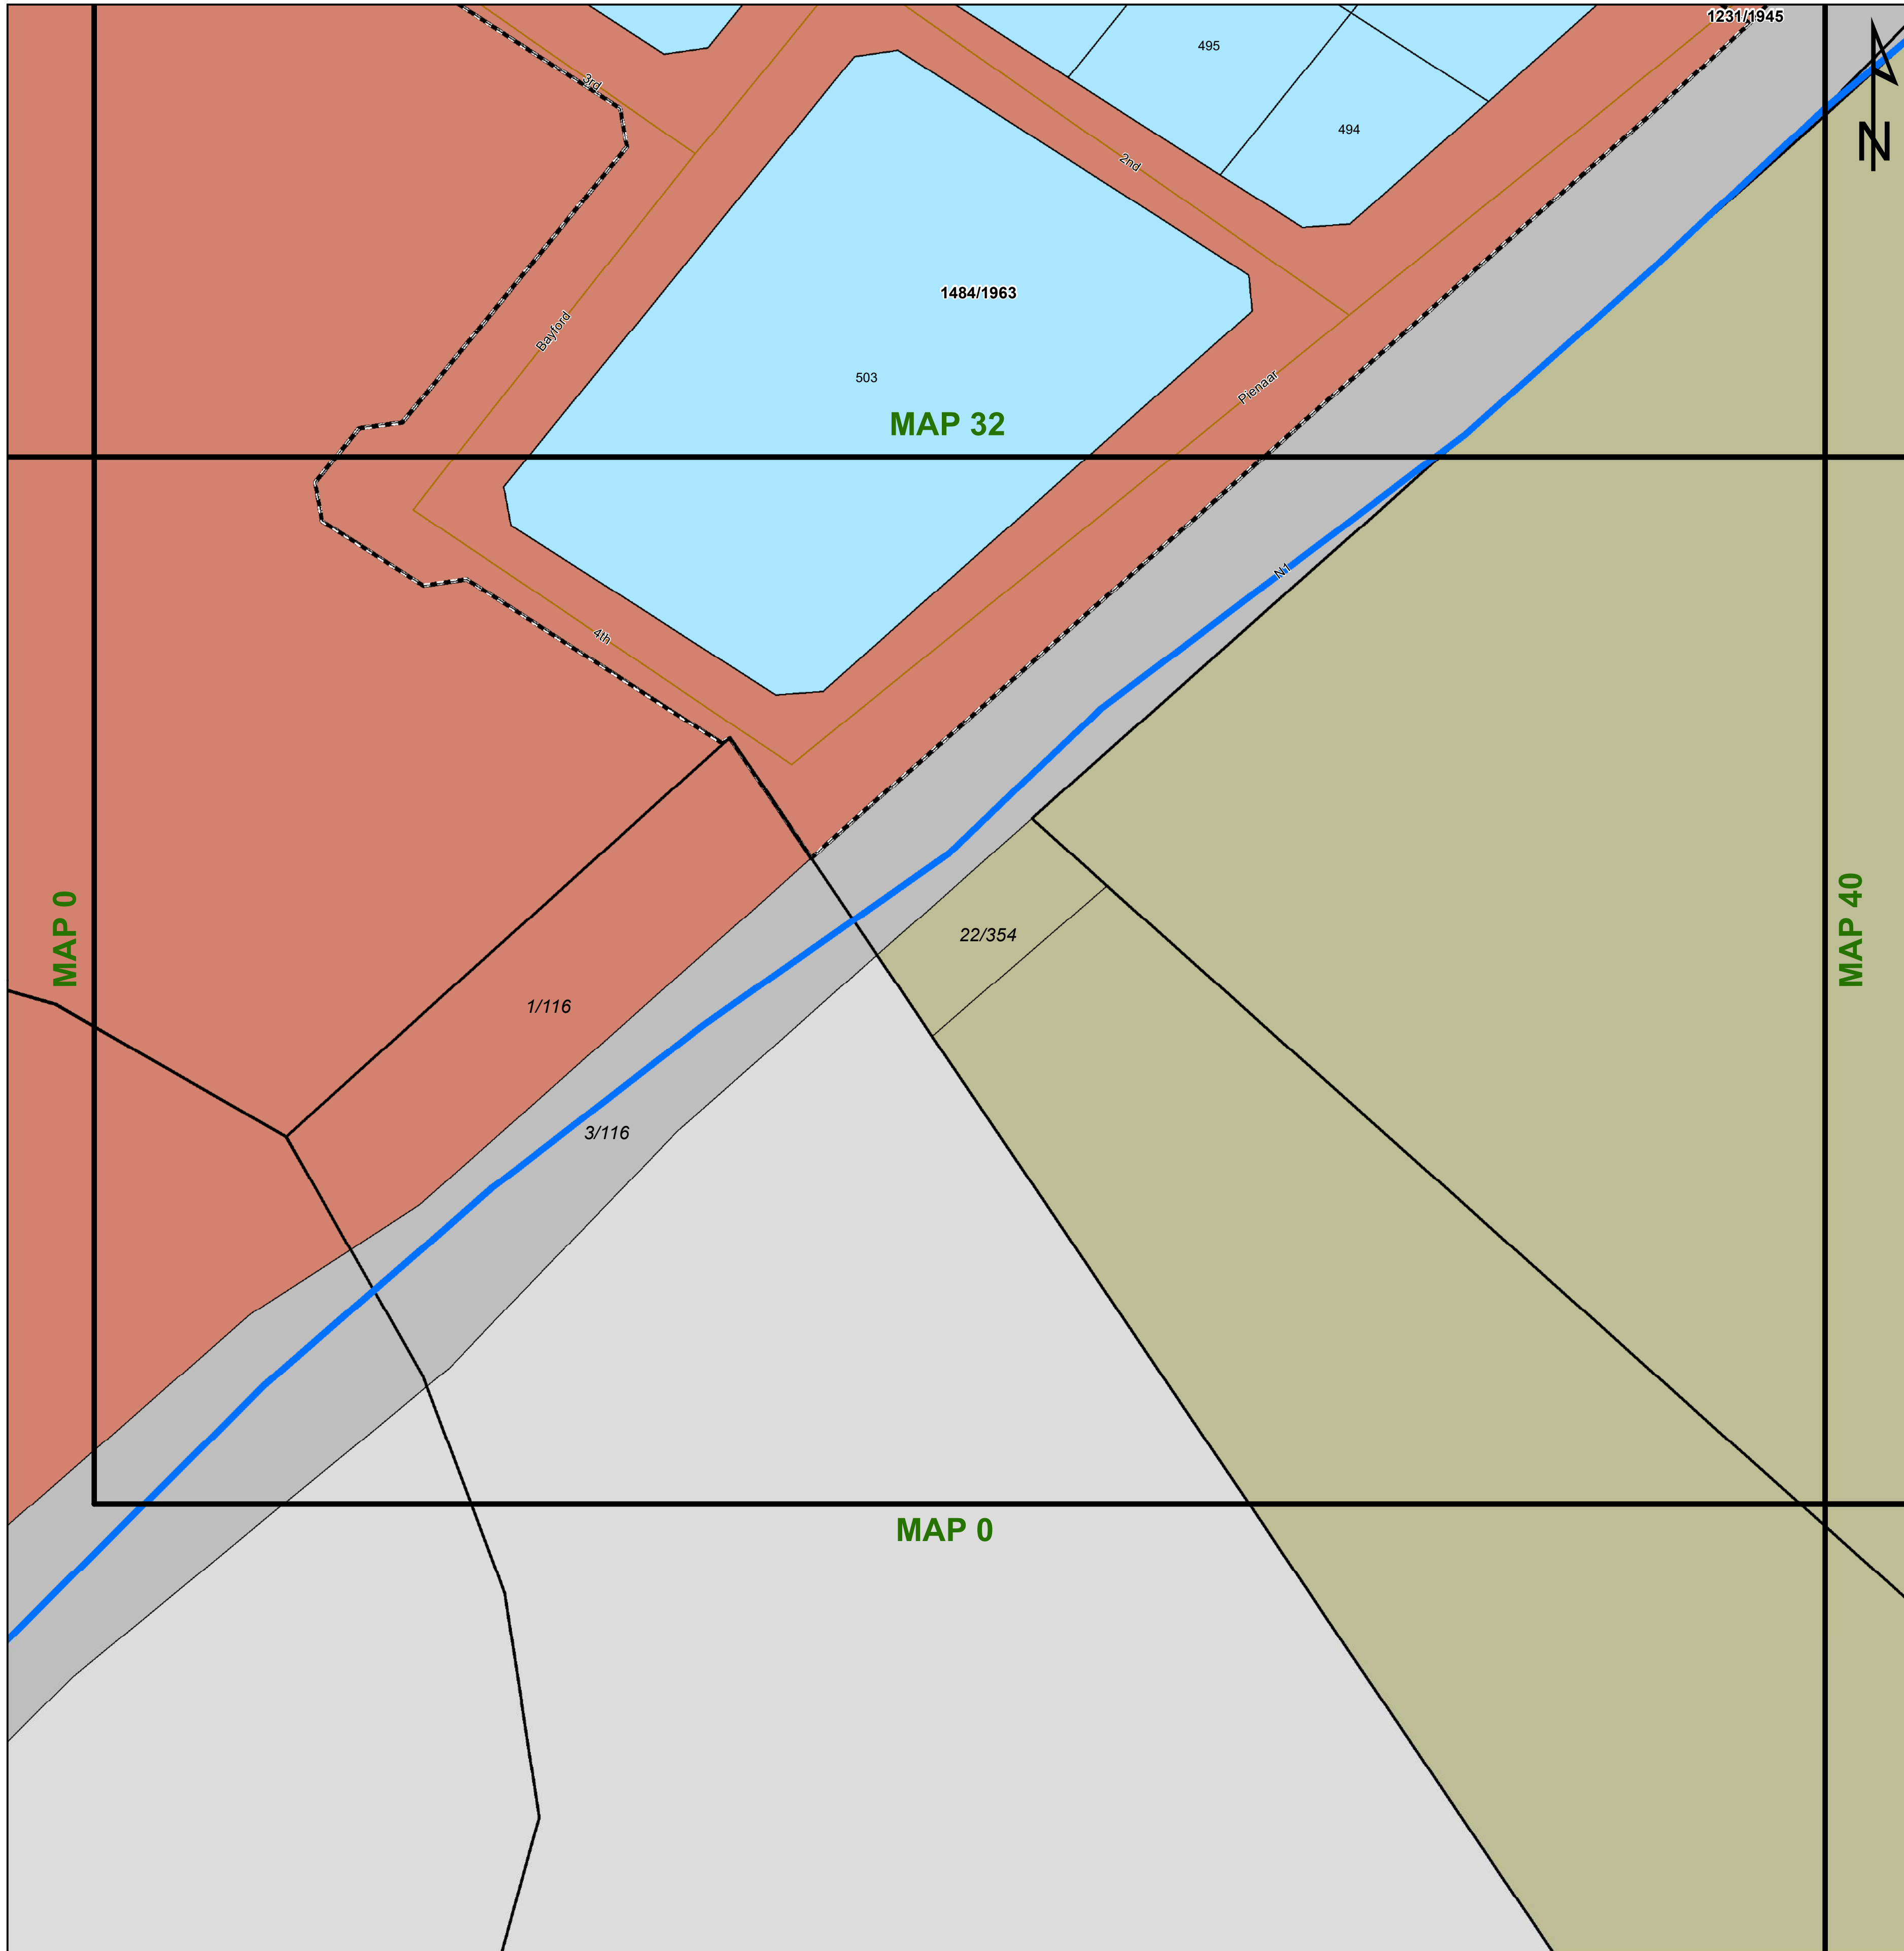 1231/1945
495
3rd
494
N
2nd
1484/1963
Bayford
503
Pienaar
MAP 32
N1
4th
MAP 0
MAP 40
22/354
1/116
3/116
MAP 0